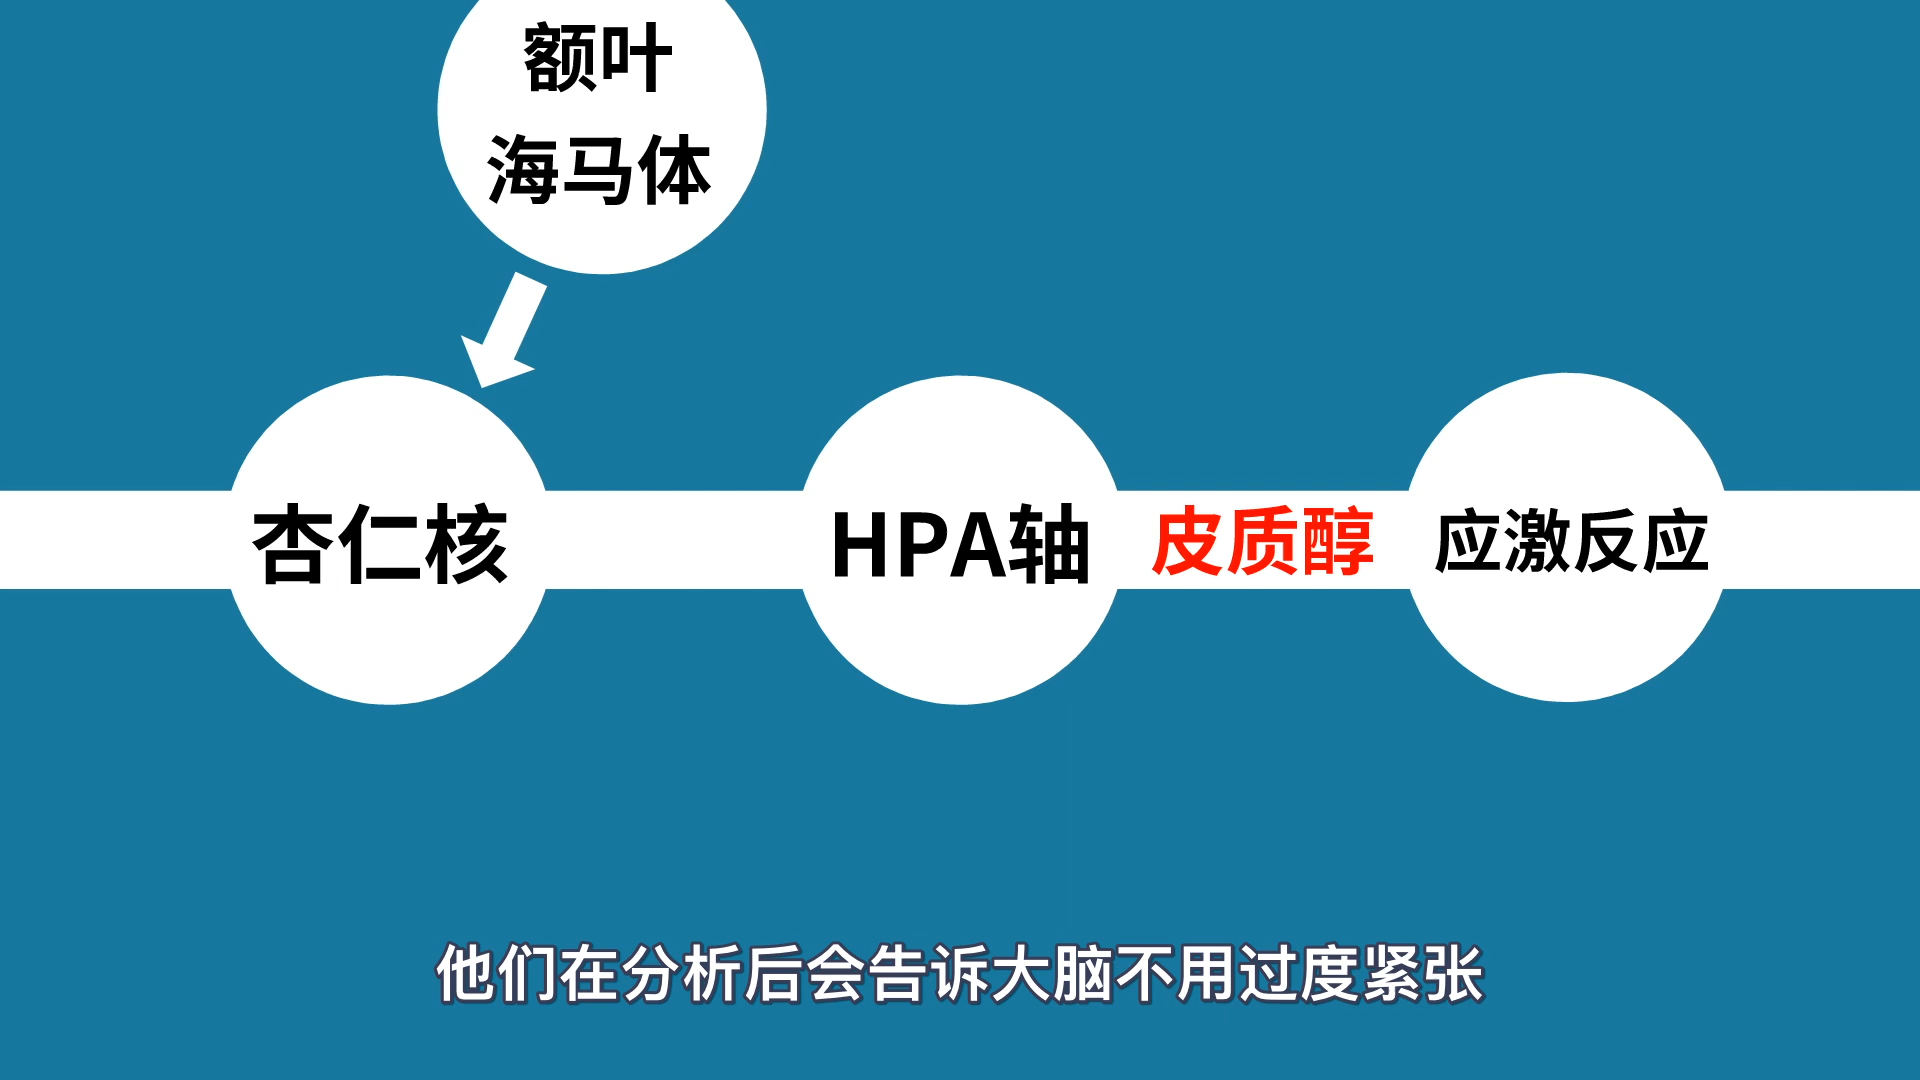 额叶
海马体
杏仁核
HPA轴
皮质醇
应激反应
他们在分析后会告诉大脑不用过度紧张